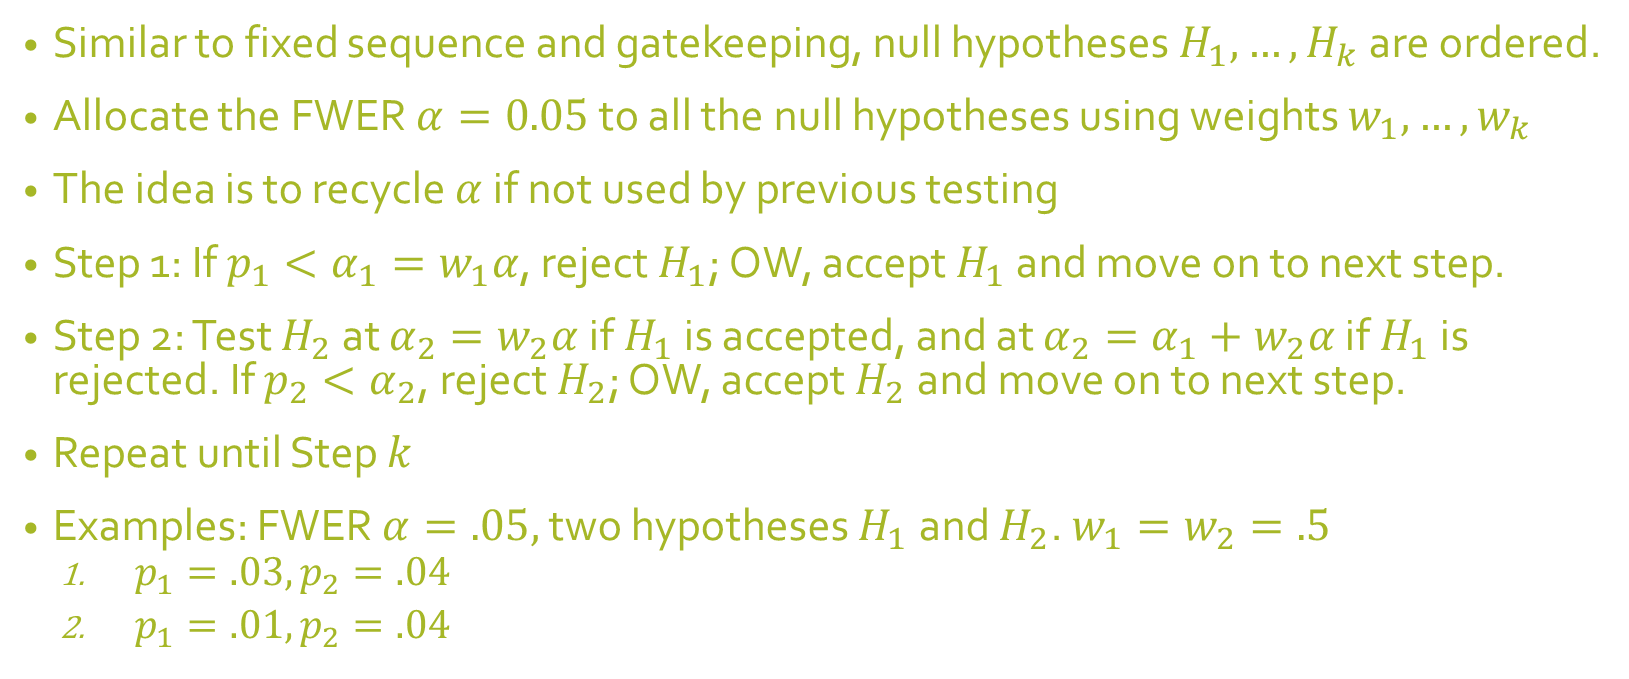 • Similar to fixed sequence and gatekeeping, null hypotheses H₁, … , Hₖ are ordered.
• Allocate the FWER α = 0.05 to all the null hypotheses using weights w₁, … , wₖ
• The idea is to recycle α if not used by previous testing
• Step 1: If p₁ < α₁ = w₁α, reject H₁; OW, accept H₁ and move on to next step.
• Step 2: Test H₂ at α₂ = w₂α if H₁ is accepted, and at α₂ = α₁ + w₂α if H₁ is
rejected. If p₂ < α₂, reject H₂; OW, accept H₂ and move on to next step.
• Repeat until Step k
• Examples: FWER α = .05, two hypotheses H₁ and H₂. w₁ = w₂ = .5
1. p₁ = .03, p₂ = .04
2. p₁ = .01, p₂ = .04